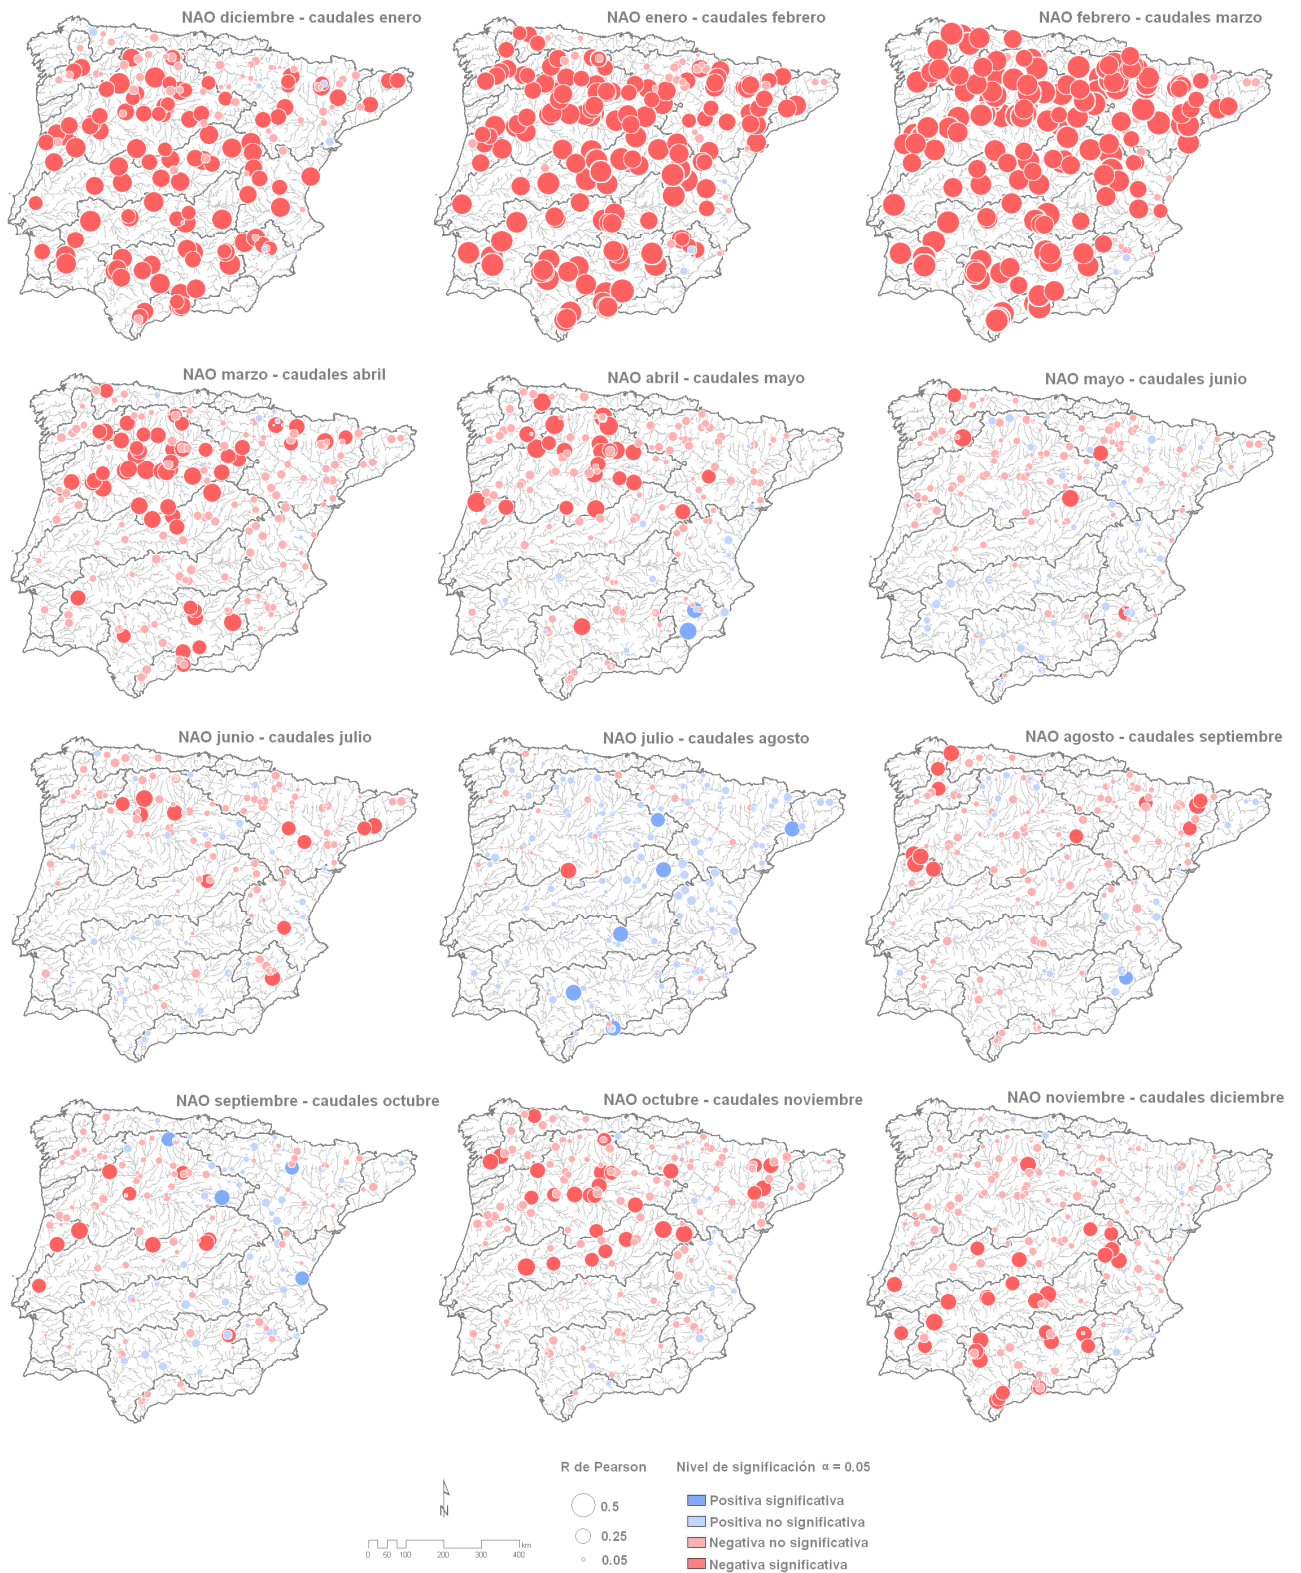 NAO diciembre - caudales enero
NAO enero - caudales febrero
NAO febrero - caudales marzo
NAO marzo - caudales abril
NAO abril - caudales mayo
NAO mayo - caudales junio
NAO junio - caudales julio
NAO julio - caudales agosto
NAO agosto - caudales septiembre
NAO septiembre - caudales octubre
NAO octubre - caudales noviembre
NAO noviembre - caudales diciembre
R de Pearson
0.5
0.25
0.05
Nivel de significación α = 0.05
Positiva significativa
Positiva no significativa
Negativa no significativa
Negativa significativa
N
km
0 50 100 200 300 400